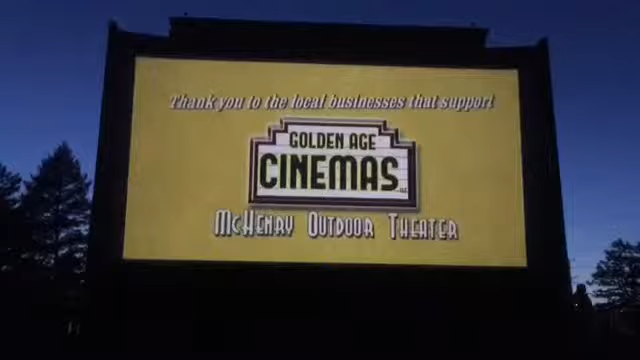 Thank you to the local businesses that support
GOLDEN AGE
CINEMAS
McHenry Outdoor Theater